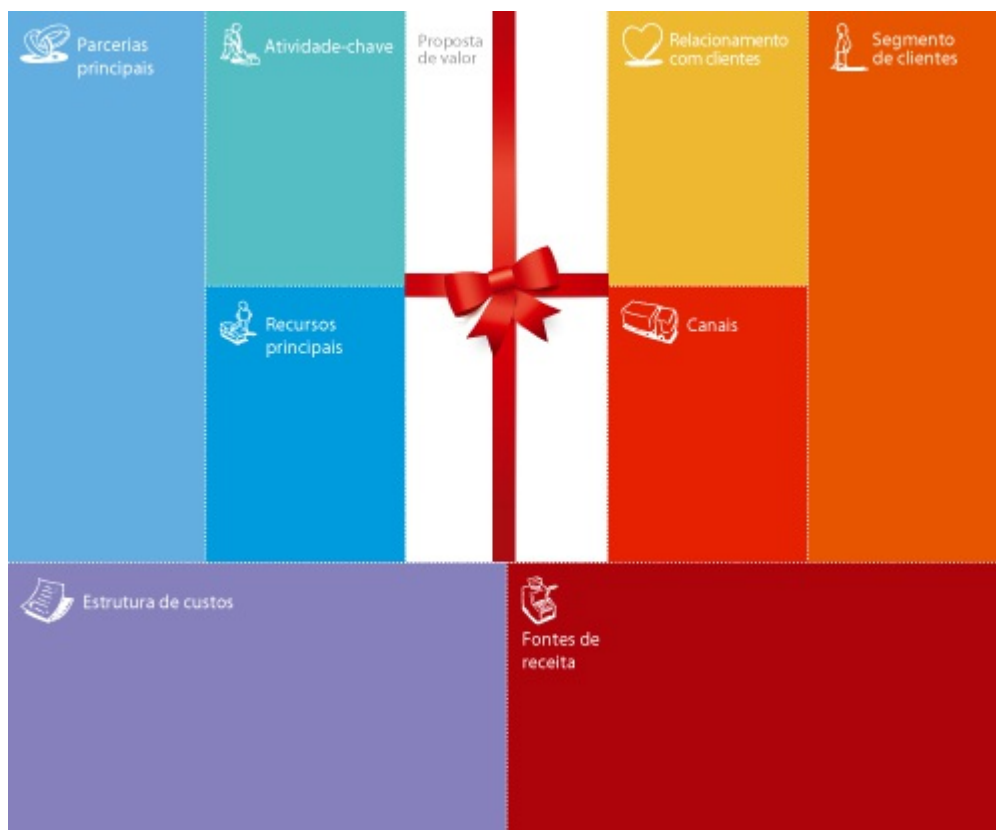 Parcerias
principais
Atividade-chave
Proposta
de valor
Relacionamento
com clientes
Segmento
de clientes
Recursos
principais
Canais
Estrutura de custos
Fontes de
receita